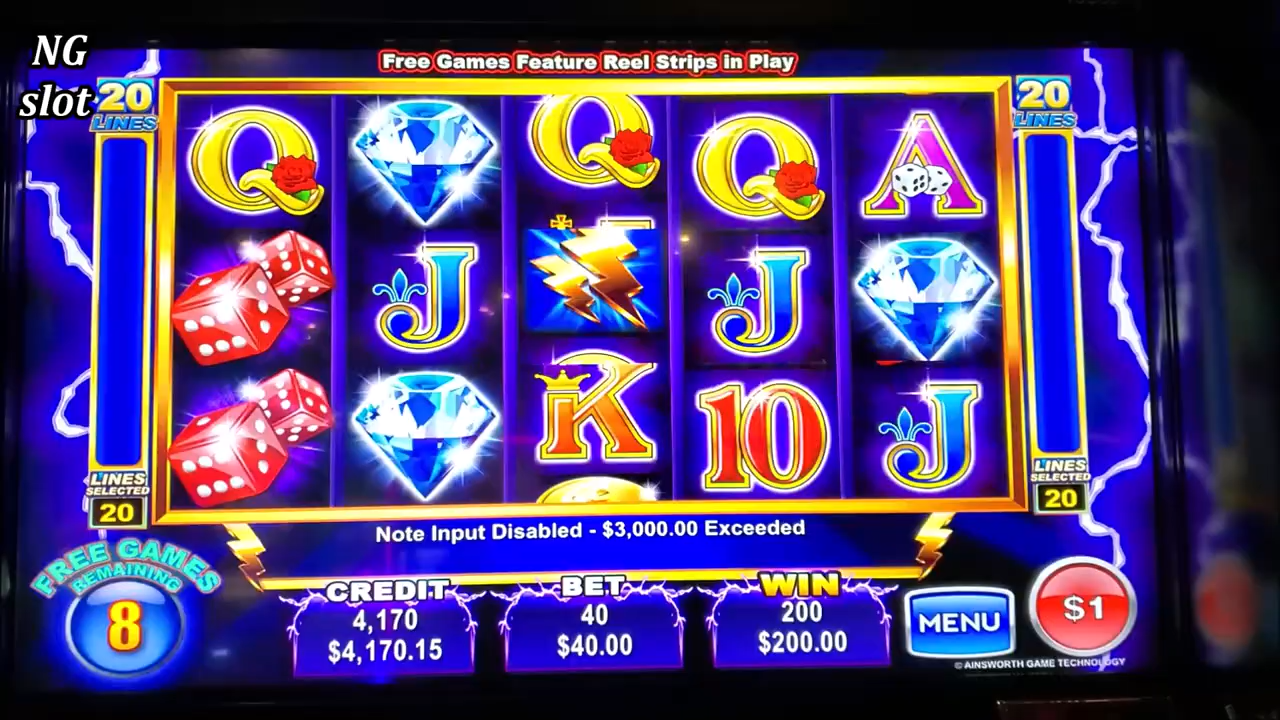 NG
slot
Free Games Feature Reel Strips in Play
20
LINES
20
LINES
Q
Q
Q
A
J
J
K
10
J
LINES
SELECTED
20
LINES
SELECTED
20
Note Input Disabled - $3,000.00 Exceeded
FREE GAMES
REMAINING
8
CREDIT
4,170
$4,170.15
BET
40
$40.00
WIN
200
$200.00
MENU
$1
© AINSWORTH GAME TECHNOLOGY